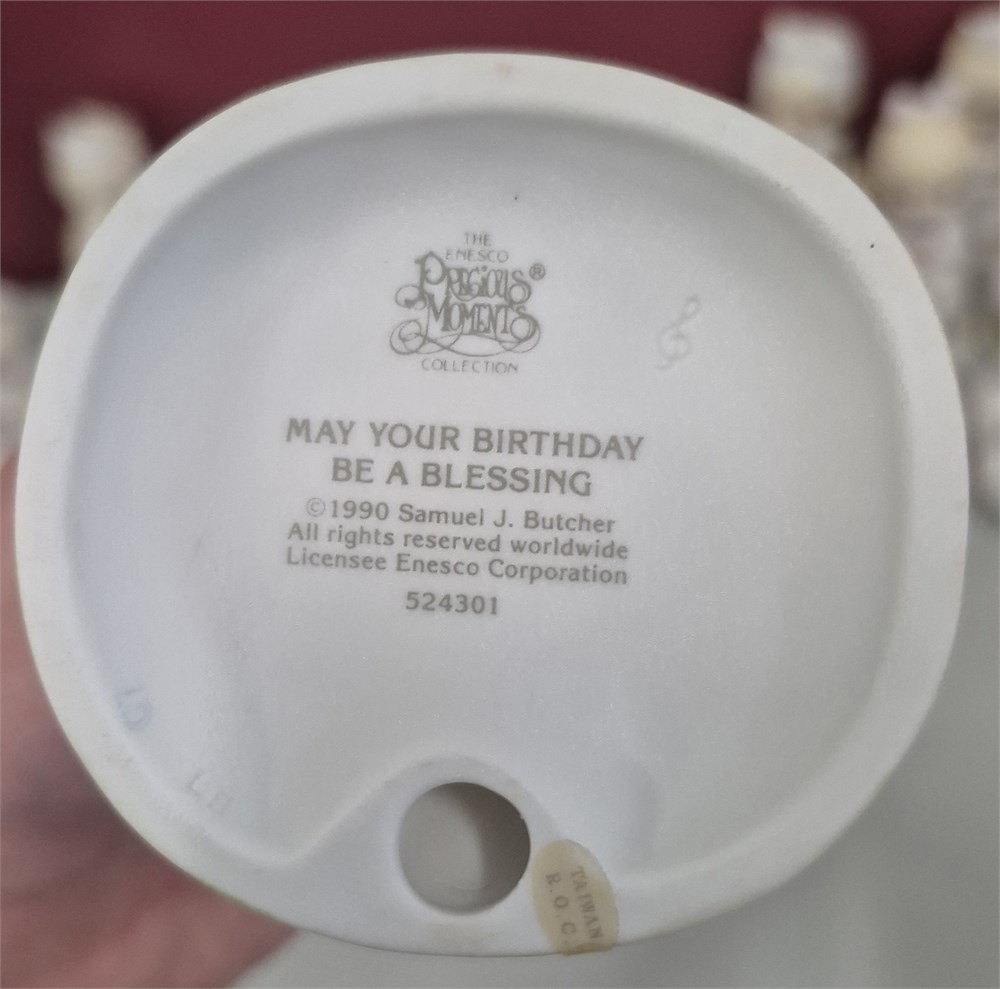 THE
ENESCO
PRECIOUS®
MOMENTS
COLLECTION
MAY YOUR BIRTHDAY
BE A BLESSING
©1990 Samuel J. Butcher
All rights reserved worldwide
Licensee Enesco Corporation
524301
TAIWAN
R.O.C.